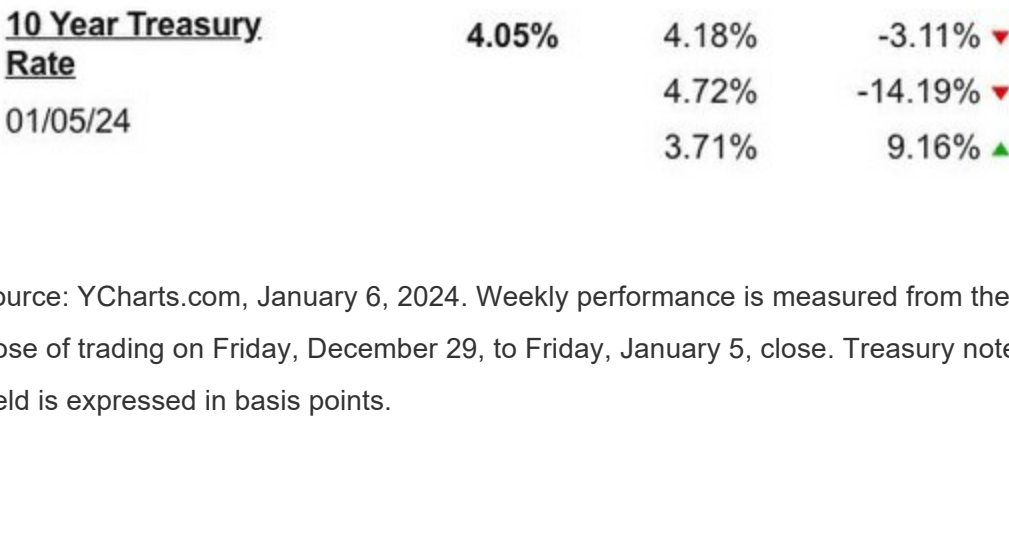 10 Year Treasury 4.05% 4.18% -3.11%
Rate
4.72% -14.19%
01/05/24
3.71% 9.16%
ource: YCharts.com, January 6, 2024. Weekly performance is measured from the
ose of trading on Friday, December 29, to Friday, January 5, close. Treasury note
eld is expressed in basis points.